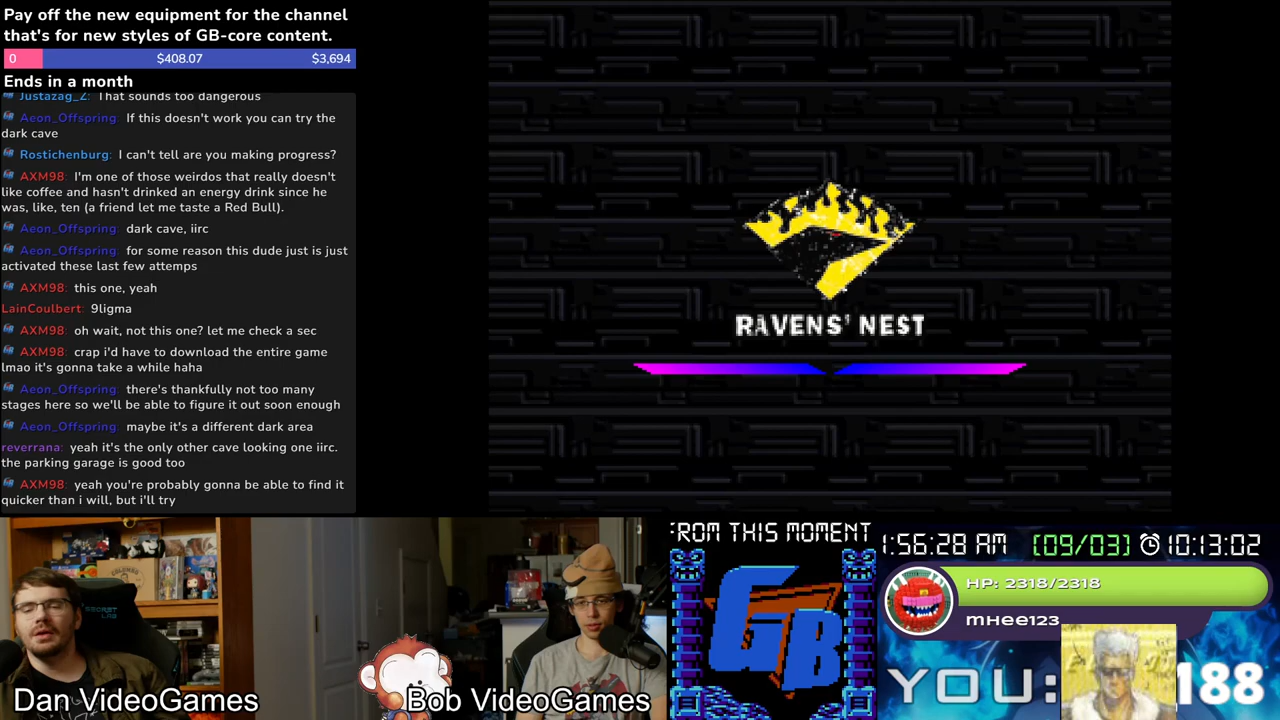 Pay off the new equipment for the channel
that's for new styles of GB-core content.
0 $408.07 $3,694
Ends in a month
Justazag_Z: That sounds too dangerous
Aeon_Offspring: If this doesn't work you can try the
dark cave
Rostichenburg: I can't tell are you making progress?
AXM98: I'm one of those weirdos that really doesn't
like coffee and hasn't drinked an energy drink since he
was, like, ten (a friend let me taste a Red Bull).
Aeon_Offspring: dark cave, iirc
Aeon_Offspring: for some reason this dude just is just
activated these last few attemps
AXM98: this one, yeah
LainCoulbert: 9ligma
AXM98: oh wait, not this one? let me check a sec
AXM98: crap i'd have to download the entire game
lmao it's gonna take a while haha
Aeon_Offspring: there's thankfully not too many
stages here so we'll be able to figure it out soon enough
Aeon_Offspring: maybe it's a different dark area
reverrana: yeah it's the only other cave looking one iirc.
the parking garage is good too
AXM98: yeah you're probably gonna be able to find it
quicker than i will, but i'll try
RAVENS' NEST
SECRET
LAB
Dan VideoGames
Bob VideoGames
:ROM THIS MOMENT
GB
1:56:28 AM [09/03] 10:13:02
HP: 2318/2318
mHee123
YOU: 188